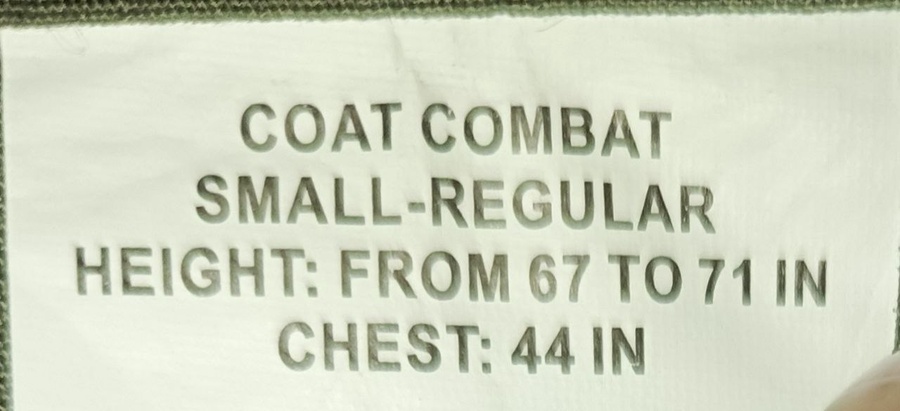 COAT COMBAT
SMALL-REGULAR
HEIGHT: FROM 67 TO 71 IN
CHEST: 44 IN